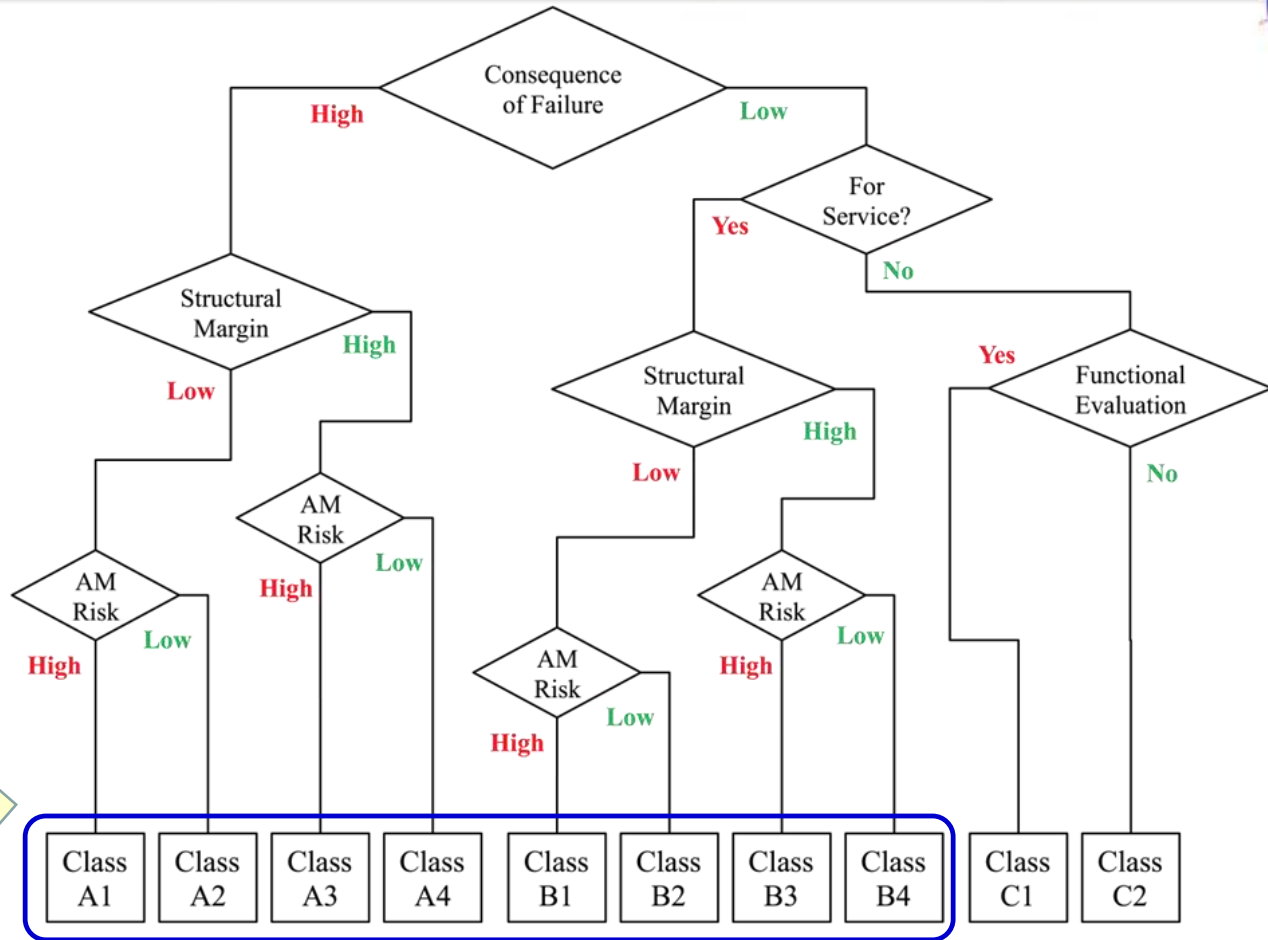 Consequence
of Failure
High
Low
For
Service?
Yes
No
Structural
Margin
High
Low
Structural
Margin
High
Low
Yes
Functional
Evaluation
No
AM
Risk
Low
High
AM
Risk
Low
High
AM
Risk
Low
High
AM
Risk
Low
High
Class
A1
Class
A2
Class
A3
Class
A4
Class
B1
Class
B2
Class
B3
Class
B4
Class
C1
Class
C2